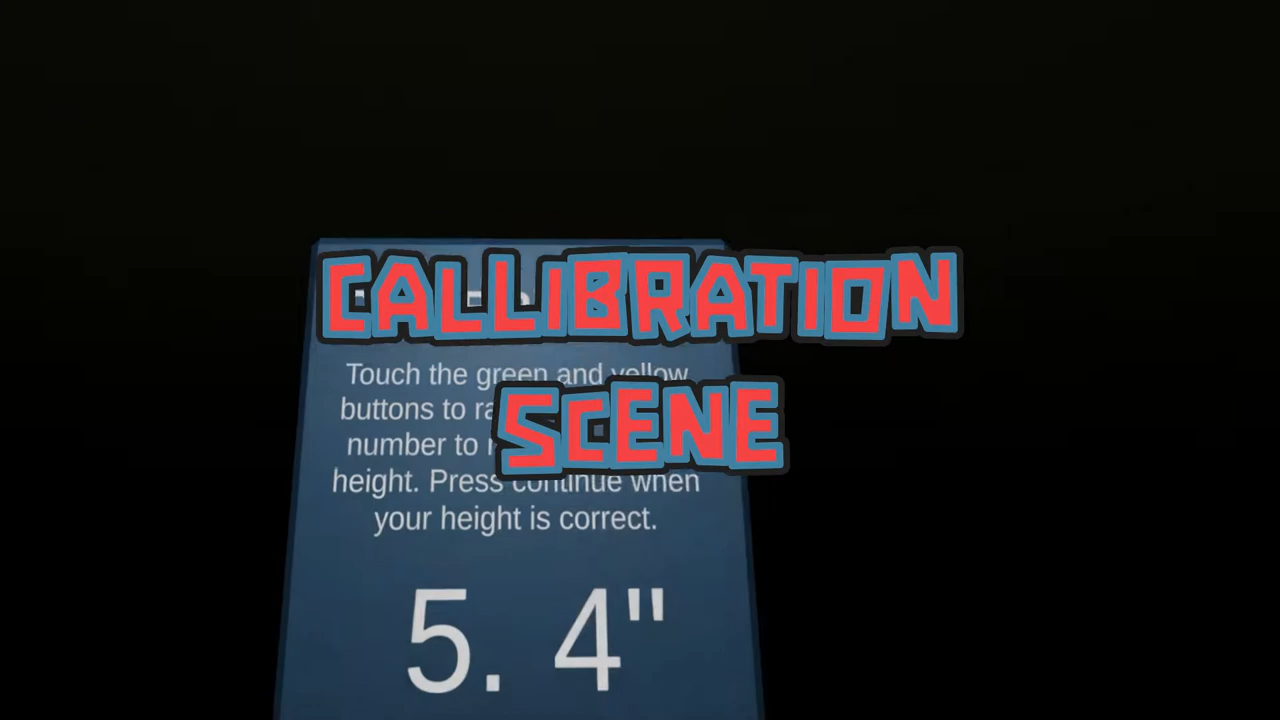 CALLIBRATION
Touch the green and yellow
buttons to
SCENE
number to
height. Press continue when
your height is correct.
5. 4"